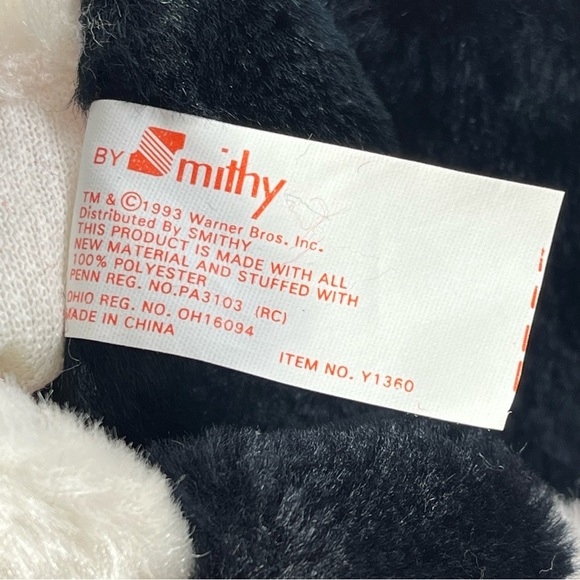 BY Smithy
TM & ©1993 Warner Bros. Inc.
Distributed By SMITHY
THIS PRODUCT IS MADE WITH ALL
NEW MATERIAL AND STUFFED WITH
100% POLYESTER
PENN REG. NO.PA3103 (RC)
OHIO REG. NO. OH16094
MADE IN CHINA
ITEM NO. Y1360